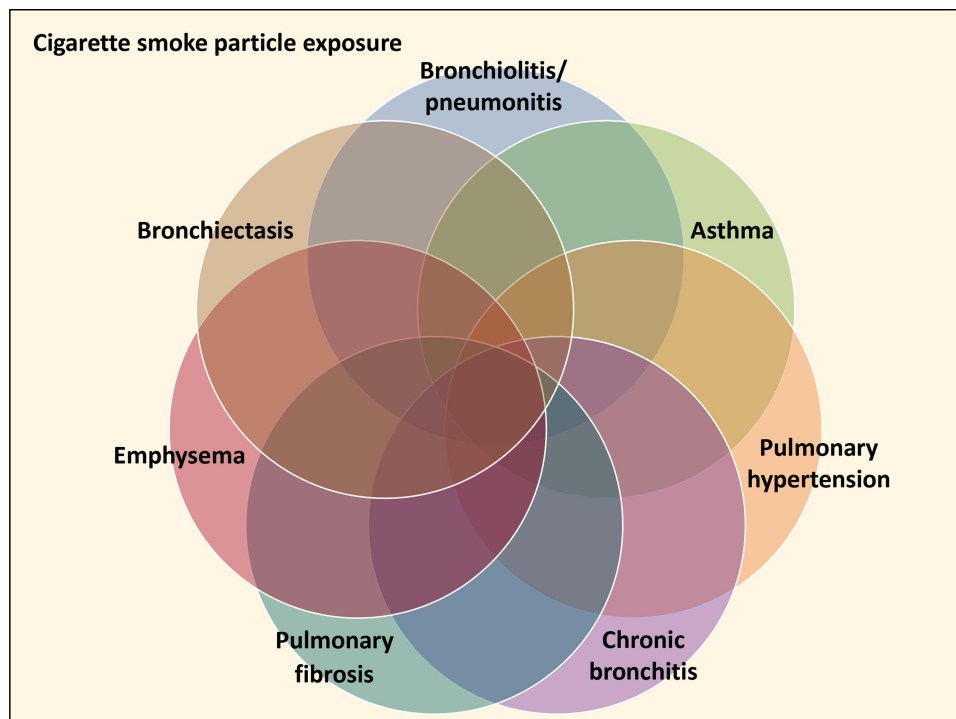 Cigarette smoke particle exposure
Bronchiolitis/
pneumonitis
Bronchiectasis
Asthma
Emphysema
Pulmonary
hypertension
Pulmonary
fibrosis
Chronic
bronchitis